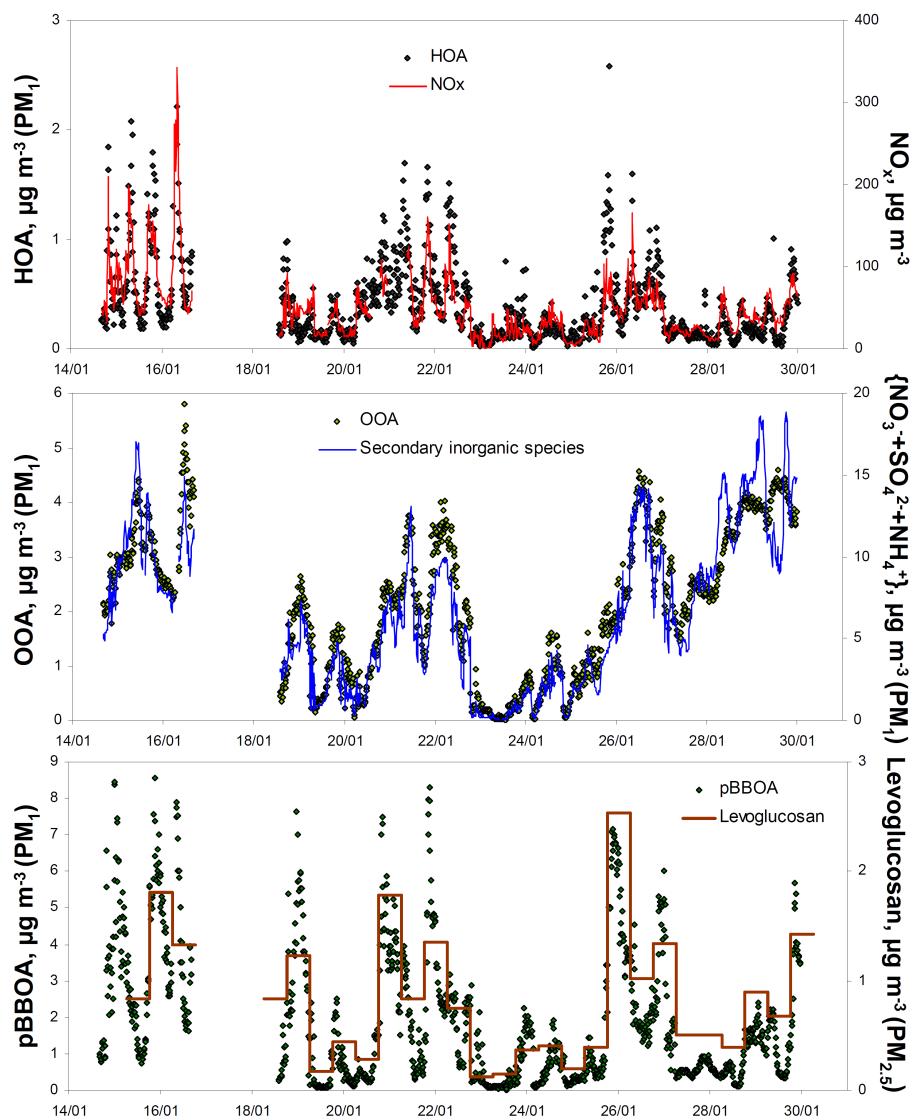 3
400
HOA
NOx
2
300
200
1
100
0
0
HOA, µg m-3 (PM1)
NOx, µg m-3
14/01 16/01 18/01 20/01 22/01 24/01 26/01 28/01 30/01
6
20
OOA
Secondary inorganic species
5
15
4
3
10
2
5
1
0
0
OOA, µg m-3 (PM1)
{NO3-+SO42-+NH4+}, µg m-3 (PM1)
14/01 16/01 18/01 20/01 22/01 24/01 26/01 28/01 30/01
9
3
pBBOA
Levoglucosan
8
7
6
2
5
4
3
1
2
1
0
0
pBBOA, µg m-3 (PM1)
Levoglucosan, µg m-3 (PM2.5)
14/01 16/01 18/01 20/01 22/01 24/01 26/01 28/01 30/01